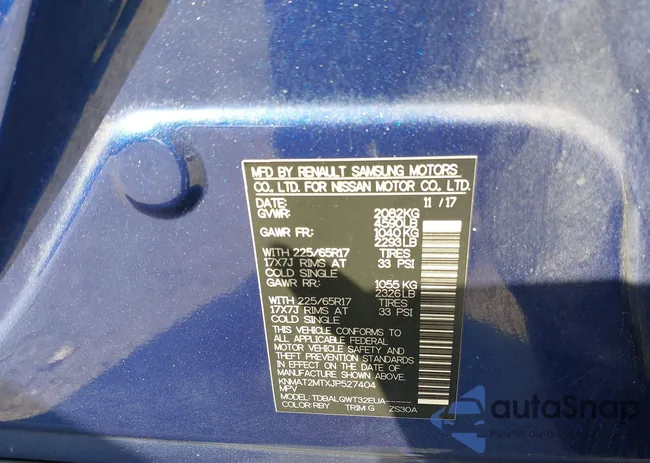 MFD BY RENAULT SAMSUNG MOTORS
CO., LTD. FOR NISSAN MOTOR CO., LTD.
DATE: 11 / 17
GVWR: 2082KG
4590LB
GAWR FR: 1040 KG
2293 LB
WITH 225/65R17 TIRES
17X7J RIMS AT 33 PSI
COLD SINGLE
GAWR RR: 1055 KG
2326 LB
WITH 225/65R17 TIRES
17X7J RIMS AT 33 PSI
COLD SINGLE
THIS VEHICLE CONFORMS TO
ALL APPLICABLE FEDERAL
MOTOR VEHICLE SAFETY AND
THEFT PREVENTION STANDARDS
IN EFFECT ON THE DATE OF
MANUFACTURE SHOWN ABOVE.
KNMAT2MTXJP527404
MPV
MODEL: TDBALGWT32EUA-----
COLOR: RBY TRIM: G ZS30A
autoSnap